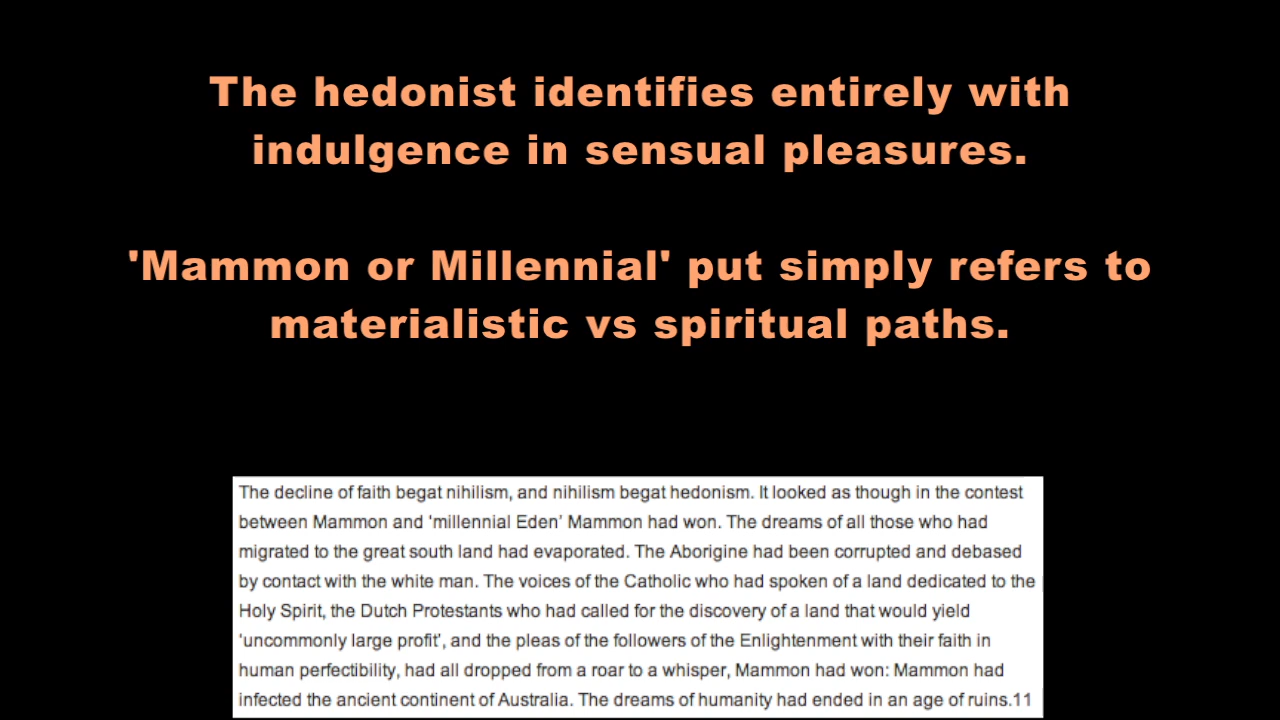 The hedonist identifies entirely with
indulgence in sensual pleasures.
'Mammon or Millennial' put simply refers to
materialistic vs spiritual paths.
The decline of faith begat nihilism, and nihilism begat hedonism. It looked as though in the contest
between Mammon and ‘millennial Eden’ Mammon had won. The dreams of all those who had
migrated to the great south land had evaporated. The Aborigine had been corrupted and debased
by contact with the white man. The voices of the Catholic who had spoken of a land dedicated to the
Holy Spirit, the Dutch Protestants who had called for the discovery of a land that would yield
‘uncommonly large profit’, and the pleas of the followers of the Enlightenment with their faith in
human perfectibility, had all dropped from a roar to a whisper, Mammon had won: Mammon had
infected the ancient continent of Australia. The dreams of humanity had ended in an age of ruins.11